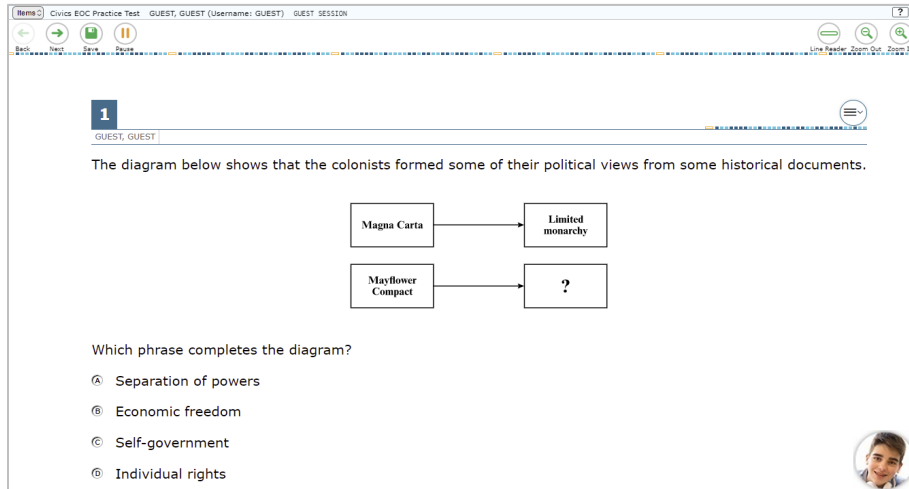 Items Civics EOC Practice Test GUEST, GUEST (Username: GUEST) GUEST SESSION ?
Back Next Save Pause Line Reader Zoom Out Zoom
1
GUEST, GUEST
The diagram below shows that the colonists formed some of their political views from some historical documents.
Magna Carta
Limited
monarchy
Mayflower
Compact
?
Which phrase completes the diagram?
A Separation of powers
B Economic freedom
C Self-government
D Individual rights